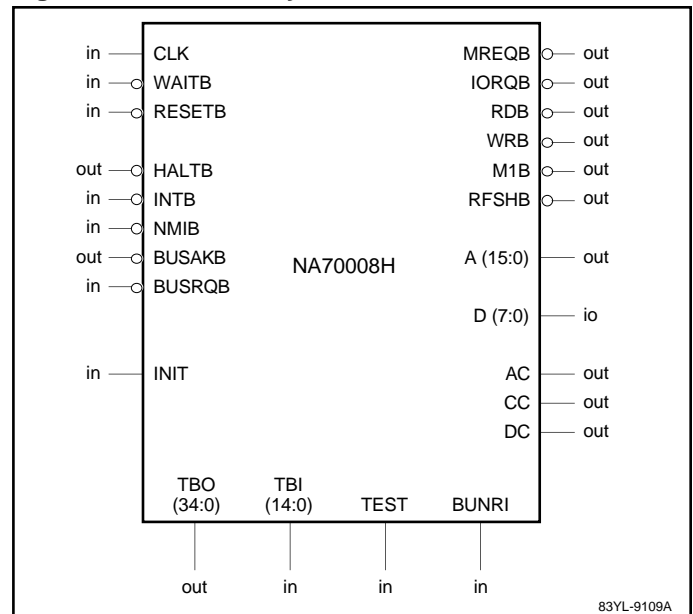 in CLK MREQB out
in WAITB IORQB out
in RESETB RDB out
WRB out
out HALTB M1B out
in INTB RFSHB out
in NMIB
out BUSAKB NA70008H A (15:0) out
in BUSRQB
D (7:0) io
in INIT AC out
CC out
DC out
TBO TBI
(34:0) (14:0) TEST BUNRI
out in in in
83YL-9109A